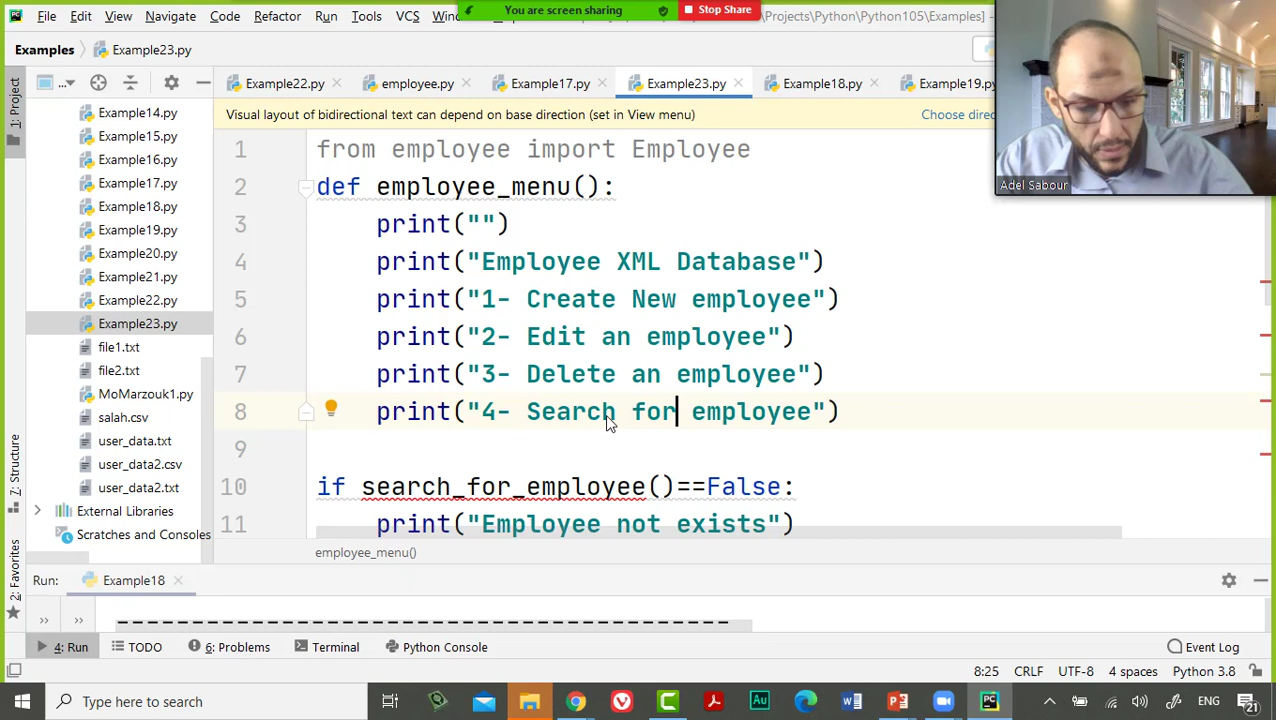 You are screen sharing
Stop Share
File Edit View Navigate Code Refactor Run Tools VCS
\Projects\Python\Python105\Examples]
Examples Example23.py
Example22.py employee.py Example17.py Example23.py Example18.py Example19.py
1: Project
Visual layout of bidirectional text can depend on base direction (set in View menu)
Choose direc
Adel Sabour
Example14.py
Example15.py
Example16.py
Example17.py
Example18.py
Example19.py
Example20.py
Example21.py
Example22.py
Example23.py
file1.txt
file2.txt
MoMarzouk1.py
salah.csv
user_data.txt
user_data2.csv
user_data2.txt
External Libraries
Scratches and Consoles
7: Structure
2: Favorites
1 from employee import Employee
2 def employee_menu():
3 print("")
4 print("Employee XML Database")
5 print("1- Create New employee")
6 print("2- Edit an employee")
7 print("3- Delete an employee")
8 print("4- Search for employee")
9
10 if search_for_employee()==False:
11 print("Employee not exists")
employee_menu()
Run: Example18
---------------------------------------
4: Run TODO 6: Problems Terminal Python Console Event Log
8:25 CRLF UTF-8 4 spaces Python 3.8
Type here to search
ENG
21